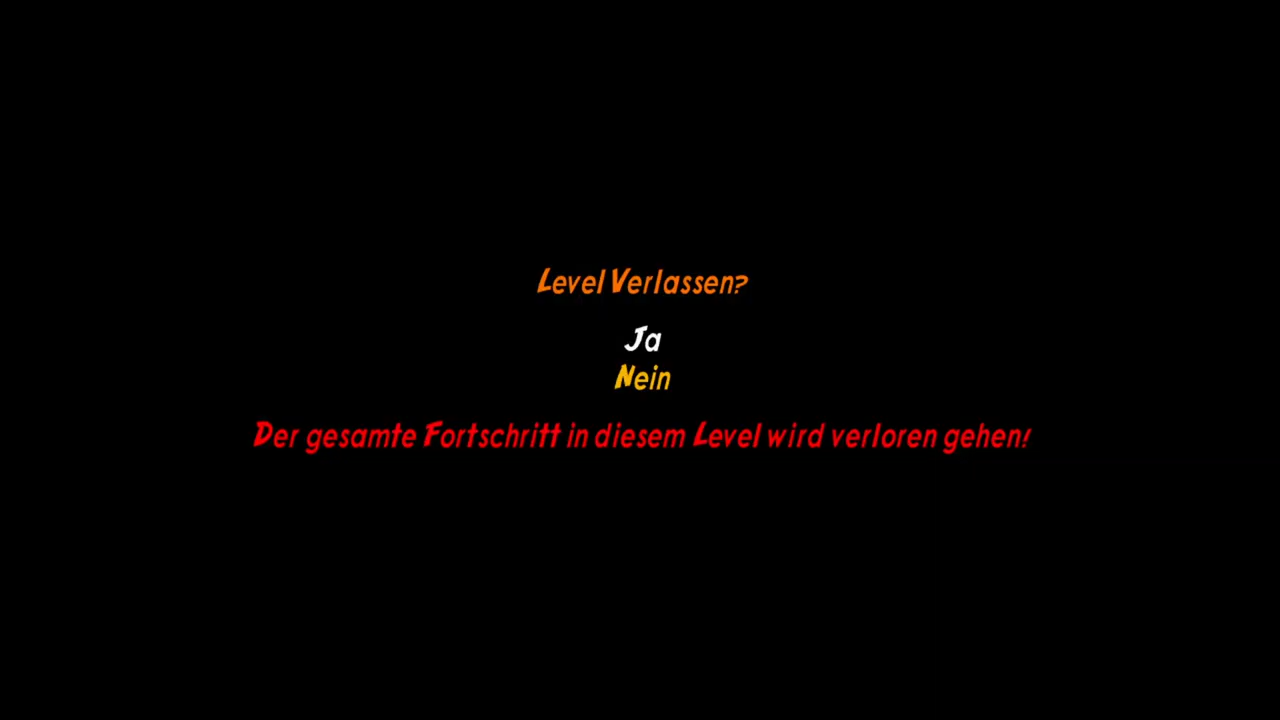 Level Verlassen?
Ja
Nein
Der gesamte Fortschritt in diesem Level wird verloren gehen!